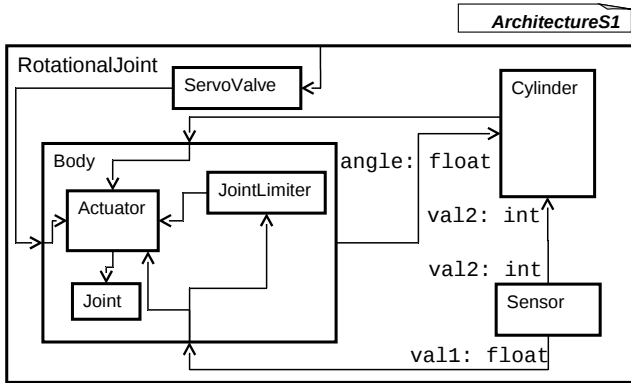 ArchitectureS1
RotationalJoint
ServoValve
Cylinder
Body
angle: float
JointLimiter
Actuator
val2: int
val2: int
Joint
Sensor
val1: float